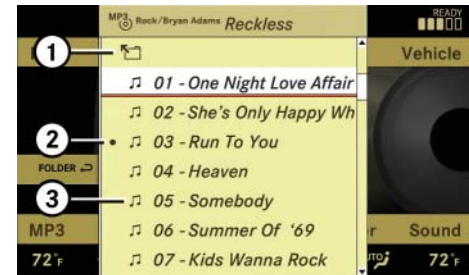 MP3 Rock/Bryan Adams Reckless
READY
1
Vehicle
01 - One Night Love Affair
02 - She's Only Happy Wh
2
03 - Run To You
FOLDER
04 - Heaven
3
05 - Somebody
MP3
06 - Summer Of ‘69
r
Sound
72°F
07 - Kids Wanna Rock
72°F